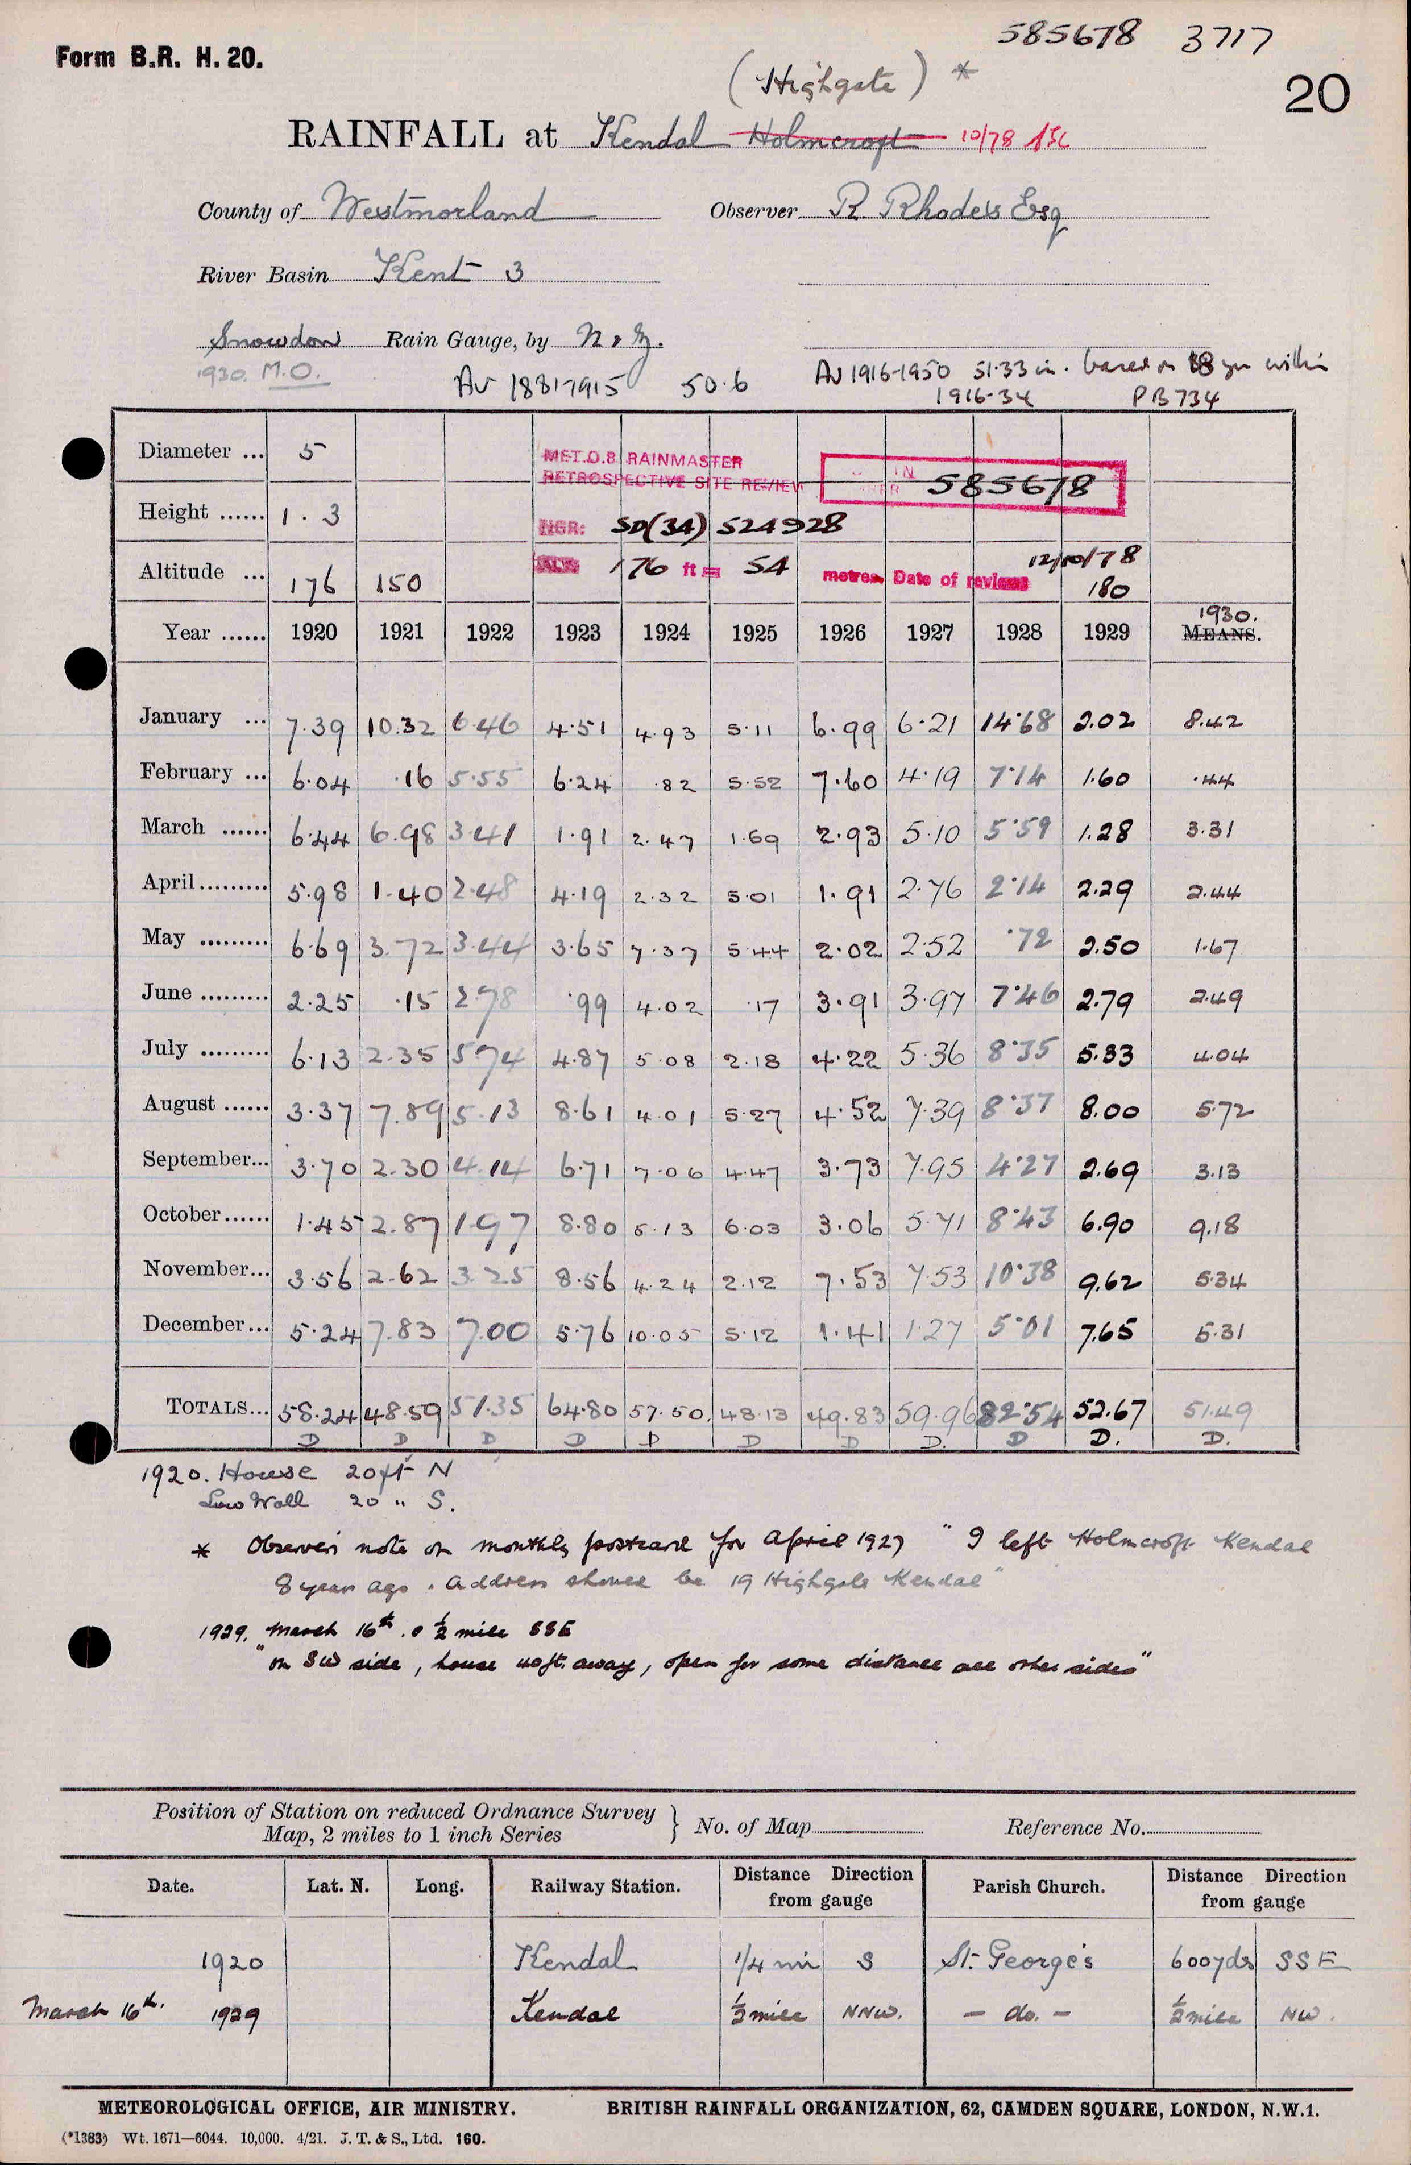 585678 3717
Form B.R. H. 20.
(Highgate) *
20
RAINFALL at Kendal Holmcroft 10/78
County of Westmorland Observer R Rhodes Esq
River Basin Kent 3
Snowdon Rain Gauge, by N & Z.
1930. M.O.
Av 1881-1915 50.6
Av 1916-1950 51.33 in. based on 18 yrs within
1916-34 PB734
Diameter ... 5
MET.O.8 RAINMASTER
RETROSPECTIVE SITE REVIEW
585678
Height ...... 1.3
NGR: SD(34) 524928
Altitude ... 176 150 180
176 ft = 54 metres Date of review 12/10/78
Year ...... 1920 1921 1922 1923 1924 1925 1926 1927 1928 1929 MEANS. 1930.
January ... 7.39 10.32 6.46 4.51 4.93 5.11 6.99 6.21 14.68 2.02 8.42
February ... 6.04 .16 5.55 6.24 .82 5.52 7.60 4.19 7.14 1.60 .44
March ...... 6.44 6.98 3.41 1.91 2.47 1.69 2.93 5.10 5.59 1.28 3.31
April ......... 5.98 1.40 2.48 4.19 2.32 5.01 1.91 2.76 2.14 2.29 2.44
May ......... 6.69 3.72 3.44 3.65 7.37 5.44 2.02 2.52 .72 2.50 1.67
June ......... 2.25 .15 2.78 .99 4.02 .17 3.91 3.97 7.46 2.79 2.49
July ......... 6.13 2.35 5.74 4.87 5.08 2.18 4.22 5.36 8.35 5.33 4.04
August ...... 3.37 7.89 5.13 8.61 4.01 5.27 4.52 7.39 8.37 8.00 5.72
September... 3.70 2.30 4.14 6.71 7.06 4.47 3.73 7.95 4.27 2.69 3.13
October...... 1.45 2.87 1.97 8.80 5.13 6.03 3.06 5.71 8.43 6.90 9.18
November... 3.56 2.62 3.25 8.56 4.24 2.12 7.53 7.53 10.38 9.62 5.34
December... 5.24 7.83 7.00 5.76 10.05 5.12 1.41 1.27 5.01 7.65 5.31
TOTALS... 58.24 48.59 51.35 64.80 57.50 48.13 49.83 59.96 82.54 52.67 51.49
D D D D D D D D. D D. D.
1920. House 20ft N
Low Wall 20 " S.
* Observer's note on monthly postcard for April 1927 "I left Holmcroft Kendal
8 years ago. Address should be 19 Highgate Kendal"
1929. March 16th. ½ mile SSE
"on SW side, house 40ft. away, open for some distance all other sides"
Position of Station on reduced Ordnance Survey
Map, 2 miles to 1 inch Series } No. of Map Reference No.
Date. Lat. N. Long. Railway Station. Distance Direction from gauge Parish Church. Distance Direction from gauge
1920 Kendal 1/4 mi S St. George's 600yds SSE
March 16th. 1929 Kendal ½ mile NNW. - do. - ½ mile NW.
METEOROLOGICAL OFFICE, AIR MINISTRY. BRITISH RAINFALL ORGANIZATION, 62, CAMDEN SQUARE, LONDON, N.W.1.
(*1383) Wt. 1671—6044. 10,000. 4/21. J. T. & S., Ltd. 160.